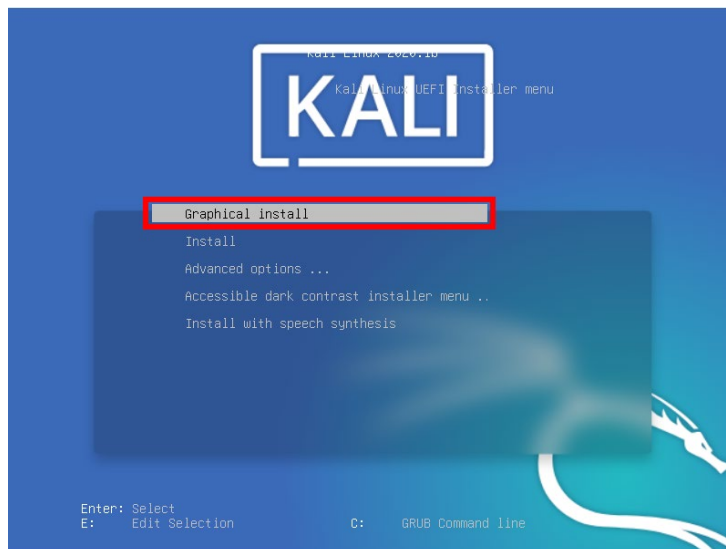 Kali Linux 2020.1b
KALI
Kali Linux UEFI Installer menu
Graphical install
Install
Advanced options ...
Accessible dark contrast installer menu ..
Install with speech synthesis
Enter: Select
E: Edit Selection C: GRUB Command line